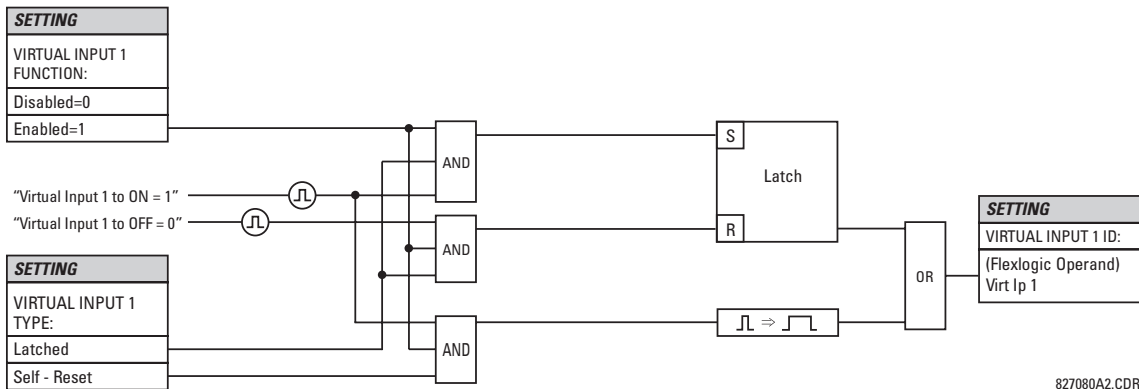 SETTING
VIRTUAL INPUT 1
FUNCTION:
Disabled=0
Enabled=1
"Virtual Input 1 to ON = 1"
"Virtual Input 1 to OFF = 0"
SETTING
VIRTUAL INPUT 1
TYPE:
Latched
Self - Reset
AND
AND
AND
S
Latch
R
OR
SETTING
VIRTUAL INPUT 1 ID:
(Flexlogic Operand)
Virt Ip 1
827080A2.CDR